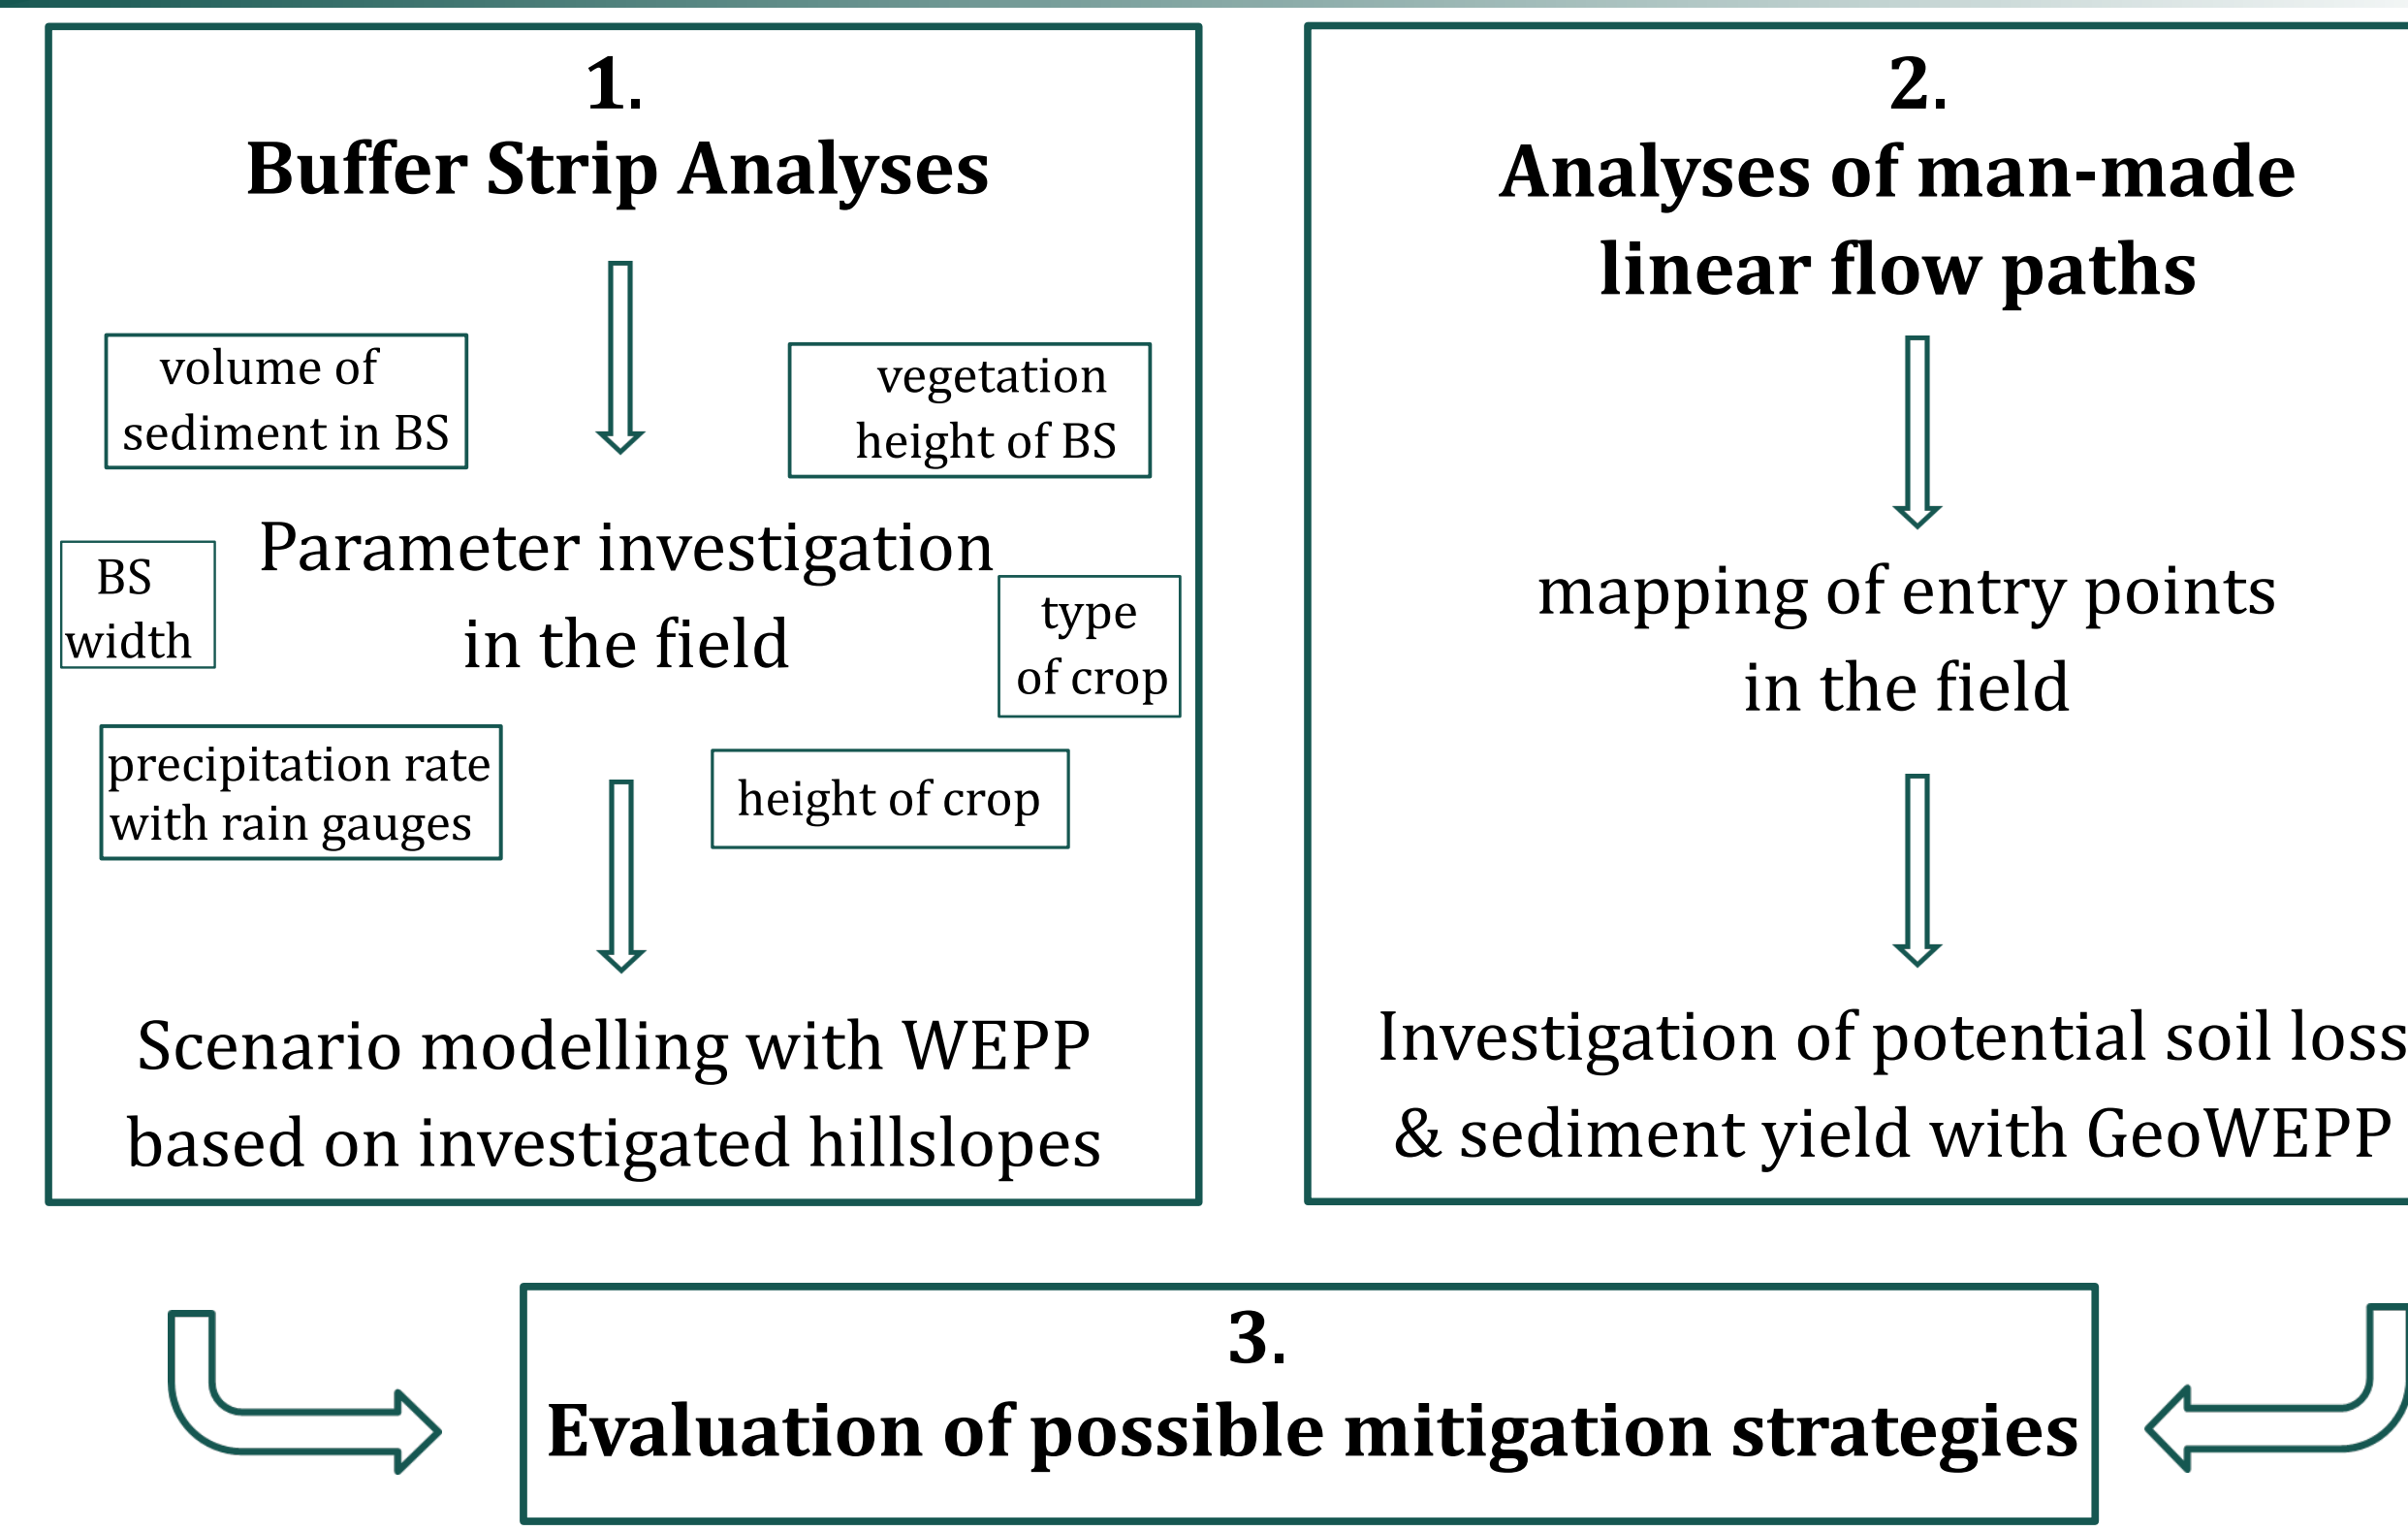 1.
Buffer Strip Analyses
volume of
sediment in BS
vegetation
height of BS
Parameter investigation
in the field
BS
width
type
of crop
precipitation rate
with rain gauges
height of crop
Scenario modelling with WEPP
based on investigated hillslopes
2.
Analyses of man-made
linear flow paths
mapping of entry points
in the field
Investigation of potential soil loss
& sediment yield with GeoWEPP
3.
Evaluation of possible mitigation strategies